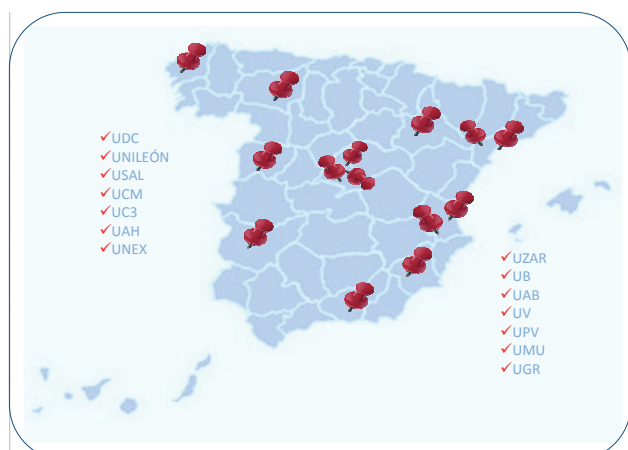 UDC
UNILEÓN
USAL
UCM
UC3
UAH
UNEX
UZAR
UB
UAB
UV
UPV
UMU
UGR